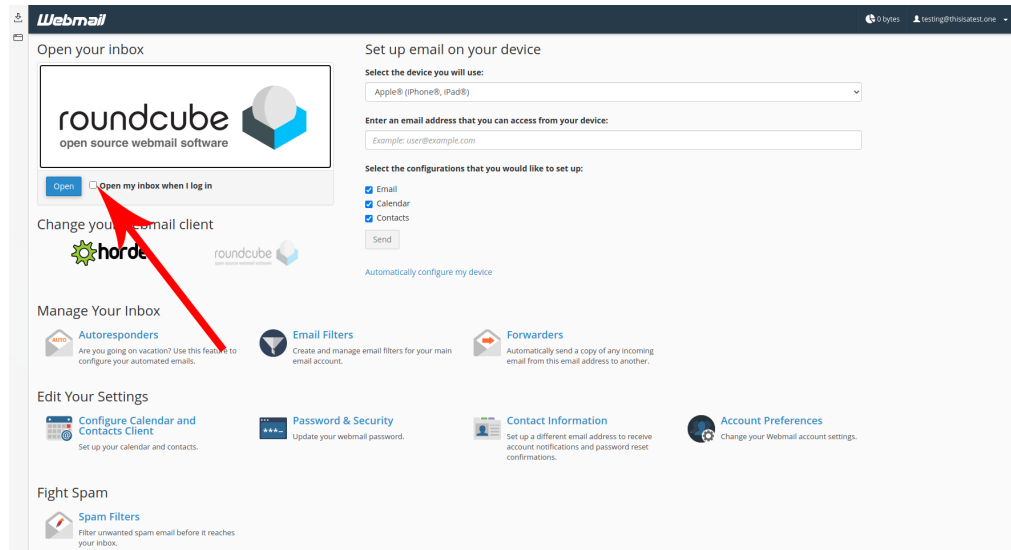 Webmail
0 bytes
testing@thisisatest.one
Open your inbox
roundcube
open source webmail software
Open
Open my inbox when I log in
Change your webmail client
horde
roundcube
open source webmail software
Set up email on your device
Select the device you will use:
Apple® (iPhone®, iPad®)
Enter an email address that you can access from your device:
Example: user@example.com
Select the configurations that you would like to set up:
Email
Calendar
Contacts
Send
Automatically configure my device
Manage Your Inbox
AUTO
Autoresponders
Are you going on vacation? Use this feature to
configure your automated emails.
Email Filters
Create and manage email filters for your main
email account.
Forwarders
Automatically send a copy of any incoming
email from this email address to another.
Edit Your Settings
Configure Calendar and
Contacts Client
Set up your calendar and contacts.
***_
Password & Security
Update your webmail password.
Contact Information
Set up a different email address to receive
account notifications and password reset
confirmations.
Account Preferences
Change your Webmail account settings.
Fight Spam
Spam Filters
Filter unwanted spam email before it reaches
your inbox.